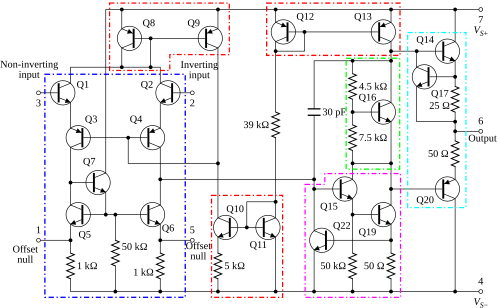 Q8
Q9
Q12
Q13
7
V_S+
Q14
Non-inverting
input
Inverting
input
Q1
Q2
3
2
4.5 kΩ
Q16
Q17
25 Ω
30 pF
Q3
Q4
39 kΩ
7.5 kΩ
6
Output
50 Ω
Q7
Q15
Q20
Q10
Q5
Q6
Q22
Q19
1
5
Offset
null
Offset
null
Q11
50 kΩ
1 kΩ
1 kΩ
5 kΩ
50 kΩ
50 Ω
4
V_S−